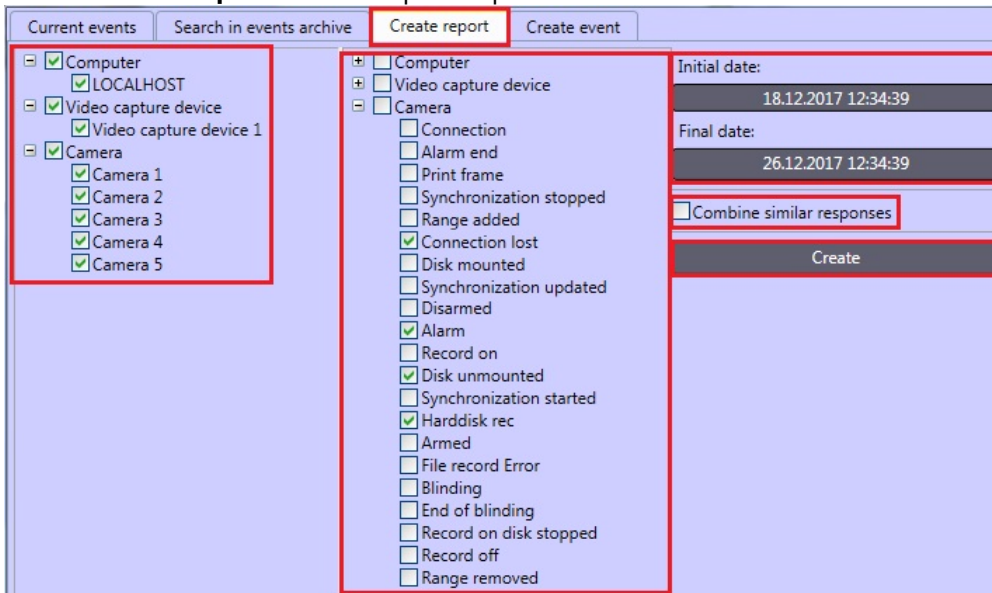 Current events
Search in events archive
Create report
Create event
Computer
LOCALHOST
Video capture device
Video capture device 1
Camera
Camera 1
Camera 2
Camera 3
Camera 4
Camera 5
Computer
Video capture device
Camera
Connection
Alarm end
Print frame
Synchronization stopped
Range added
Connection lost
Disk mounted
Synchronization updated
Disarmed
Alarm
Record on
Disk unmounted
Synchronization started
Harddisk rec
Armed
File record Error
Blinding
End of blinding
Record on disk stopped
Record off
Range removed
Initial date:
18.12.2017 12:34:39
Final date:
26.12.2017 12:34:39
Combine similar responses
Create